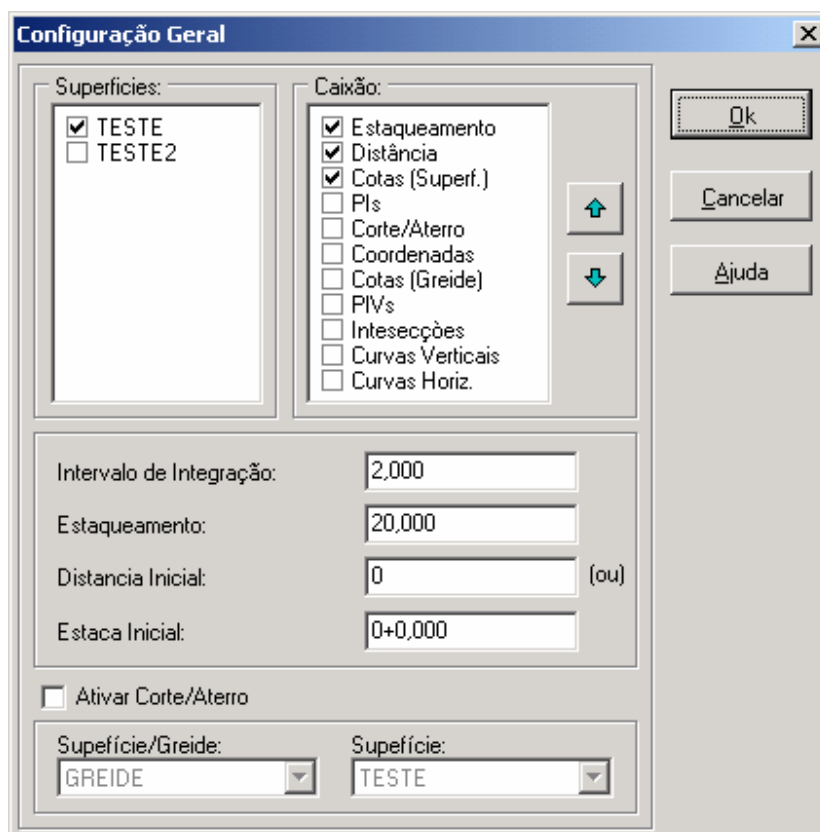 Configuração Geral
Superficies:
TESTE
TESTE2
Caixão:
Estaqueamento
Distância
Cotas (Superf.)
PIs
Corte/Aterro
Coordenadas
Cotas (Greide)
PIVs
Intesecções
Curvas Verticais
Curvas Horiz.
Ok
Cancelar
Ajuda
Intervalo de Integração: 2,000
Estaqueamento: 20,000
Distancia Inicial: 0 (ou)
Estaca Inicial: 0+0,000
Ativar Corte/Aterro
Supefície/Greide: Supefície:
GREIDE TESTE